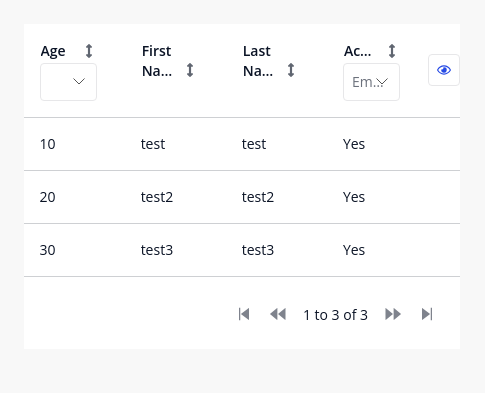 Age First Na... Last Na... Ac...
Em...
10 test test Yes
20 test2 test2 Yes
30 test3 test3 Yes
1 to 3 of 3